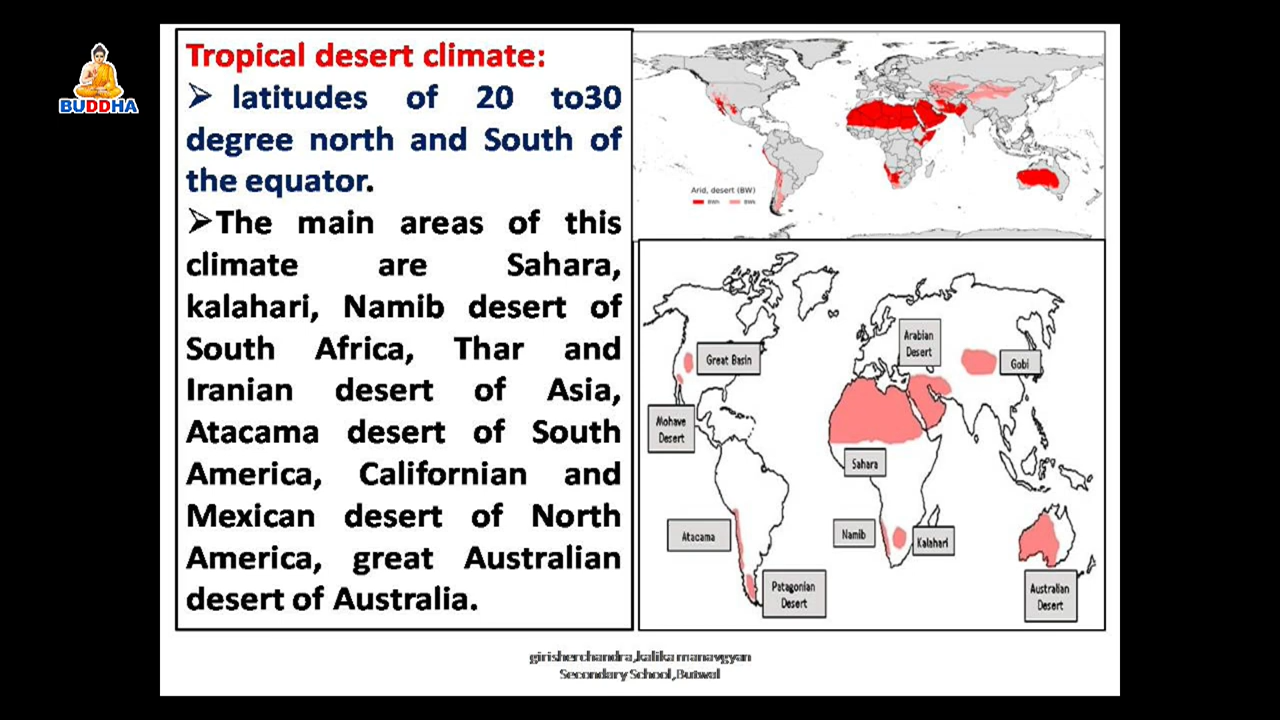 BUDDHA
Tropical desert climate:
➢ latitudes of 20 to30
degree north and South of
the equator.
➢The main areas of this
climate are Sahara,
kalahari, Namib desert of
South Africa, Thar and
Iranian desert of Asia,
Atacama desert of South
America, Californian and
Mexican desert of North
America, great Australian
desert of Australia.
Arid, desert (BW)
BWh BWk
Arabian
Desert
Great Basin
Gobi
Mohave
Desert
Sahara
Atacama
Namib
Kalahari
Patagonian
Desert
Australian
Desert
girisherchandra,kalika manavgyan
Secondary School,Butwal